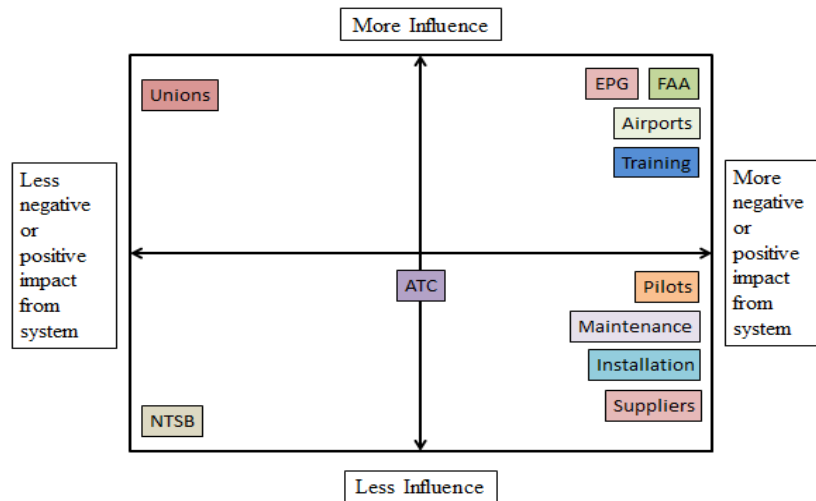 More Influence
Unions
EPG
FAA
Airports
Training
Less
negative
or
positive
impact
from
system
More
negative
or
positive
impact
from
system
ATC
Pilots
Maintenance
Installation
Suppliers
NTSB
Less Influence